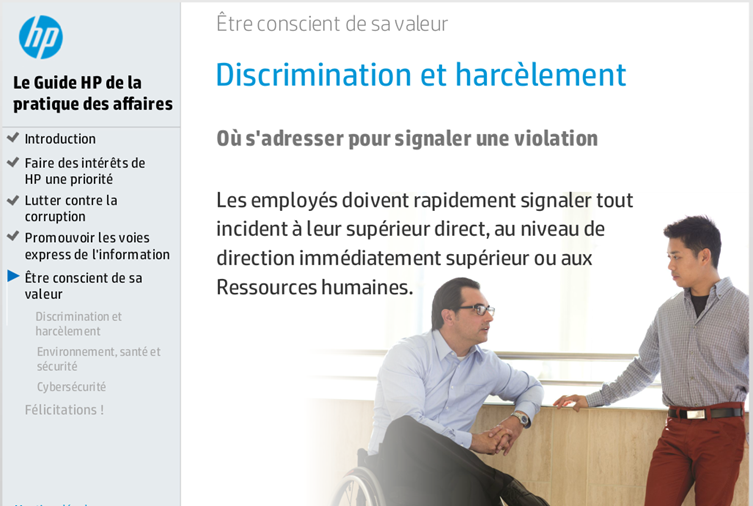 hp
Le Guide HP de la
pratique des affaires
Introduction
Faire des intérêts de
HP une priorité
Lutter contre la
corruption
Promouvoir les voies
express de l'information
Être conscient de sa
valeur
Discrimination et
harcèlement
Environnement, santé et
sécurité
Cybersécurité
Félicitations !
Être conscient de sa valeur
Discrimination et harcèlement
Où s'adresser pour signaler une violation
Les employés doivent rapidement signaler tout
incident à leur supérieur direct, au niveau de
direction immédiatement supérieur ou aux
Ressources humaines.